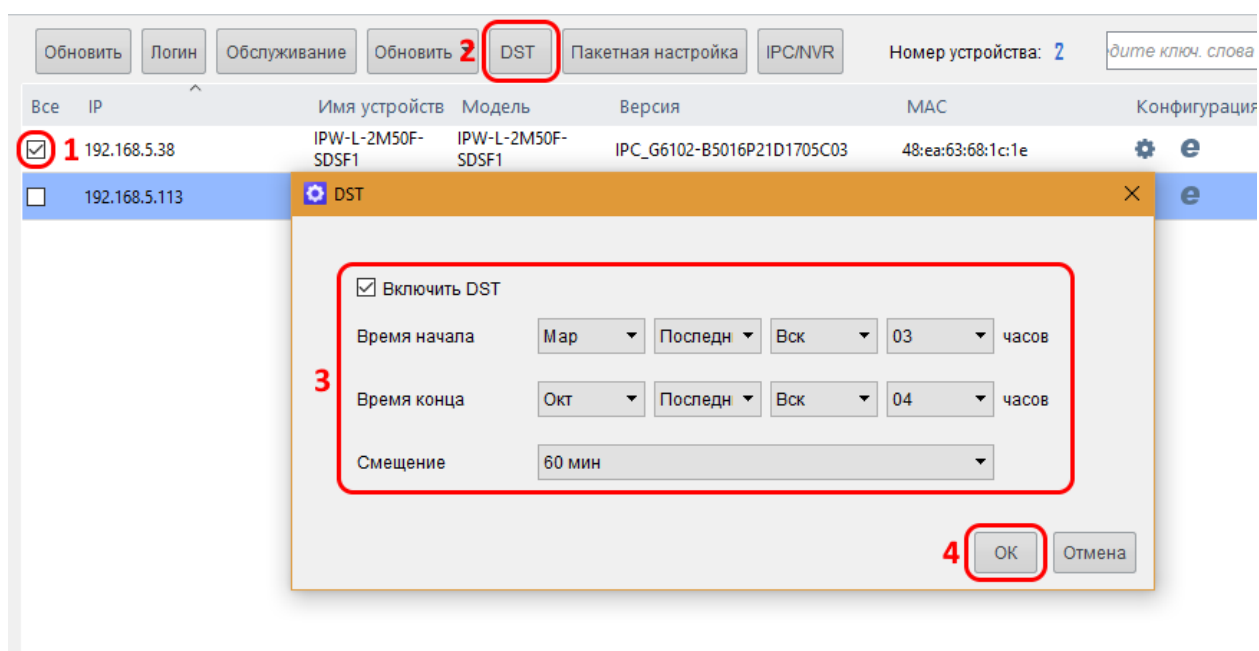 Обновить Логин Обслуживание Обновить 2 DST Пакетная настройка IPC/NVR Номер устройства: 2 едите ключ. слова
Все IP Имя устройств Модель Версия MAC Конфигурация
1 192.168.5.38 IPW-L-2M50F-SDSF1 IPW-L-2M50F-SDSF1 IPC_G6102-B5016P21D1705C03 48:ea:63:68:1c:1e
192.168.5.113
DST
Включить DST
Время начала Мар Последн Вск 03 часов
3
Время конца Окт Последн Вск 04 часов
Смещение 60 мин
4 ОК Отмена